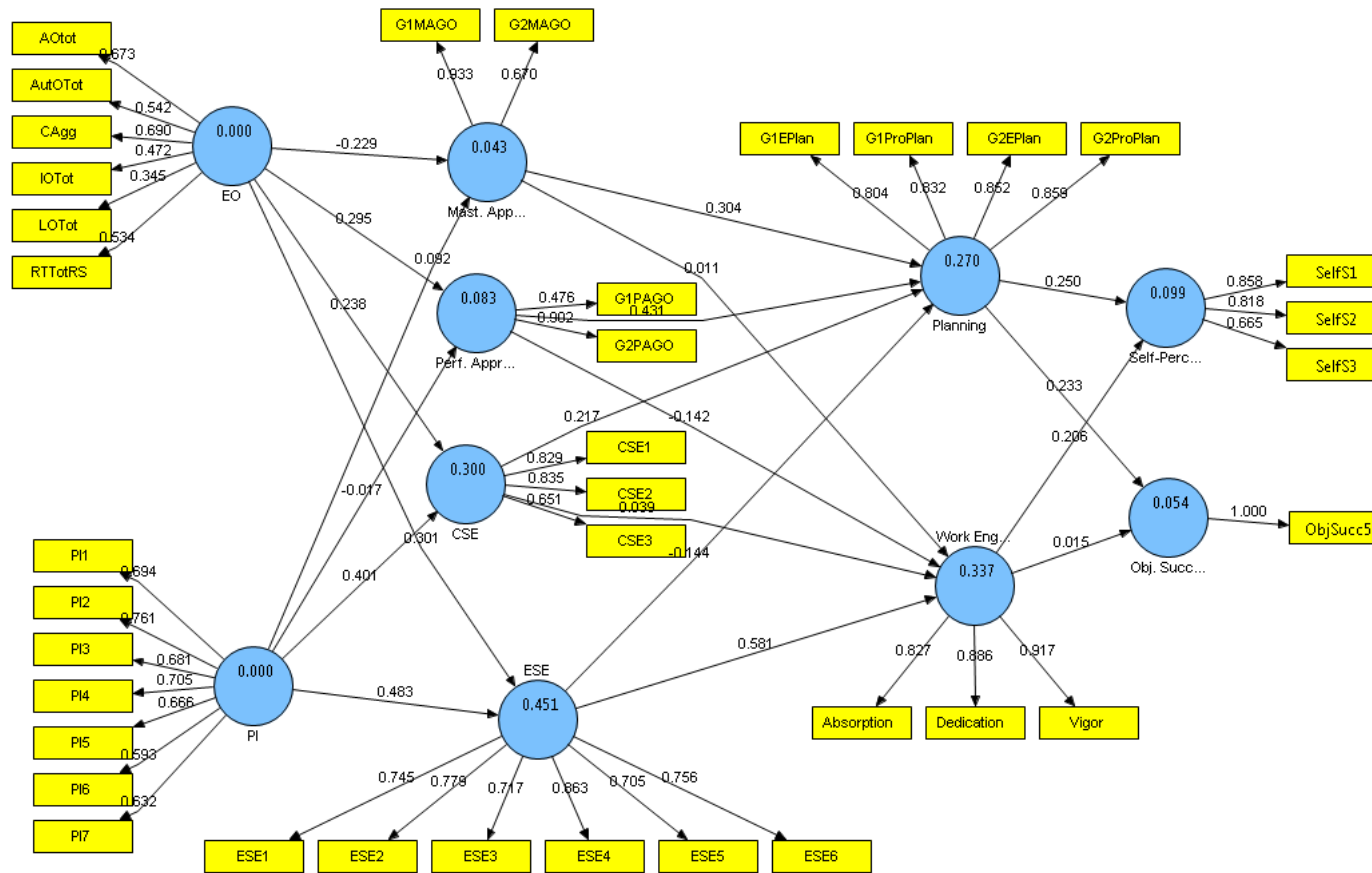 G1MAGO
G2MAGO
AOtot
0.673
AutOTot
0.542
CAgg
0.690
IOTot
0.472
LOTot
0.345
RTTotRS
0.534
0.000
EO
0.933
0.670
-0.229
0.043
Mast. App...
0.295
0.092
0.238
0.083
Perf. Appr...
0.476
G1PAGO
0.902
0.431
G2PAGO
G1EPlan
G1ProPlan
G2EPlan
G2ProPlan
0.804
0.832
0.852
0.859
0.304
0.011
0.270
Planning
0.250
0.099
Self-Perc...
0.858
SelfS1
0.818
SelfS2
0.665
SelfS3
0.217
-0.142
0.233
0.206
0.300
CSE
0.829
CSE1
0.835
CSE2
0.651
0.039
CSE3
-0.017
0.301
0.401
-0.144
0.054
Obj. Succ...
1.000
ObjSucc5
0.015
Work Eng...
0.337
0.581
0.827
0.886
0.917
Absorption
Dedication
Vigor
PI1
0.694
PI2
0.761
PI3
0.681
PI4
0.705
PI5
0.666
PI6
0.593
PI7
0.632
0.000
PI
0.483
ESE
0.451
0.745
0.779
0.717
0.663
0.705
0.756
ESE1
ESE2
ESE3
ESE4
ESE5
ESE6